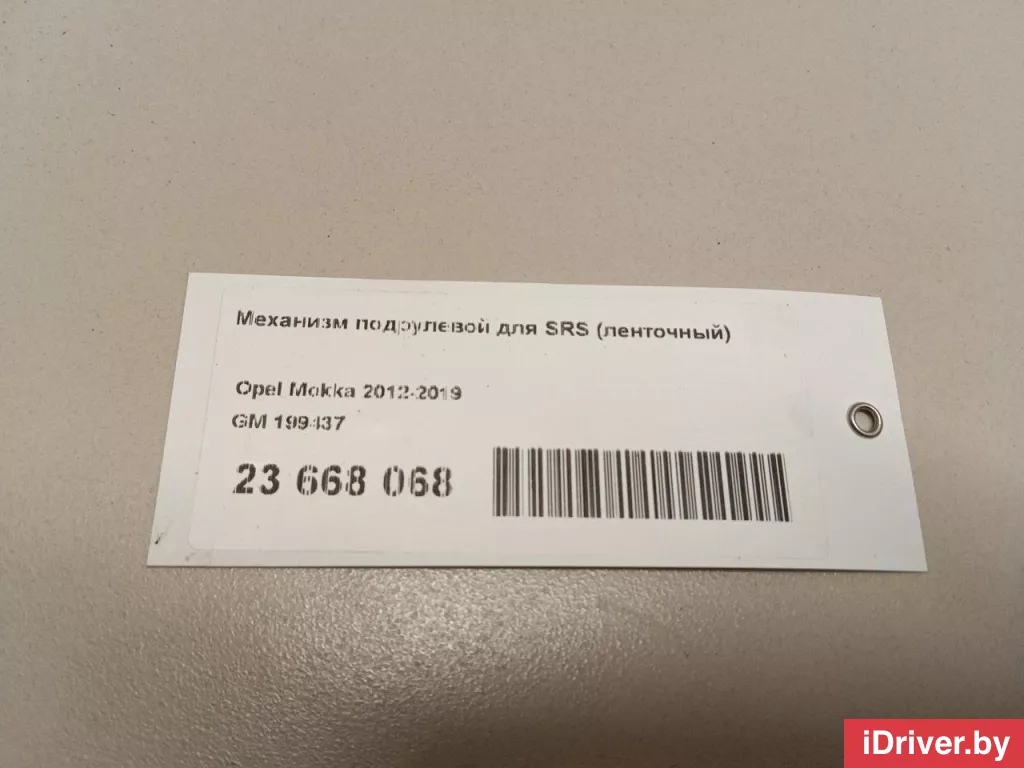 Механизм подрулевой для SRS (ленточный)
Opel Mokka 2012-2019
GM 199437
23 668 068
iDriver.by